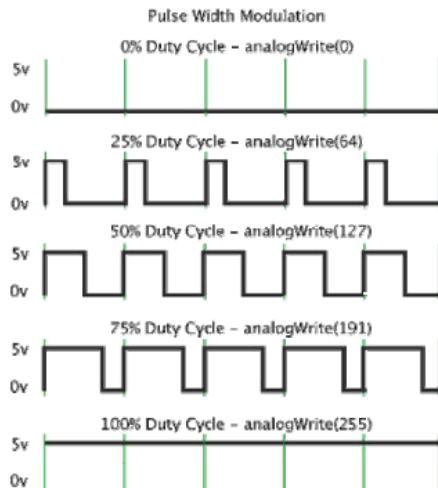 Pulse Width Modulation
0% Duty Cycle – analogWrite(0)
5v
0v
25% Duty Cycle – analogWrite(64)
5v
0v
50% Duty Cycle – analogWrite(127)
5v
0v
75% Duty Cycle – analogWrite(191)
5v
0v
100% Duty Cycle – analogWrite(255)
5v
0v